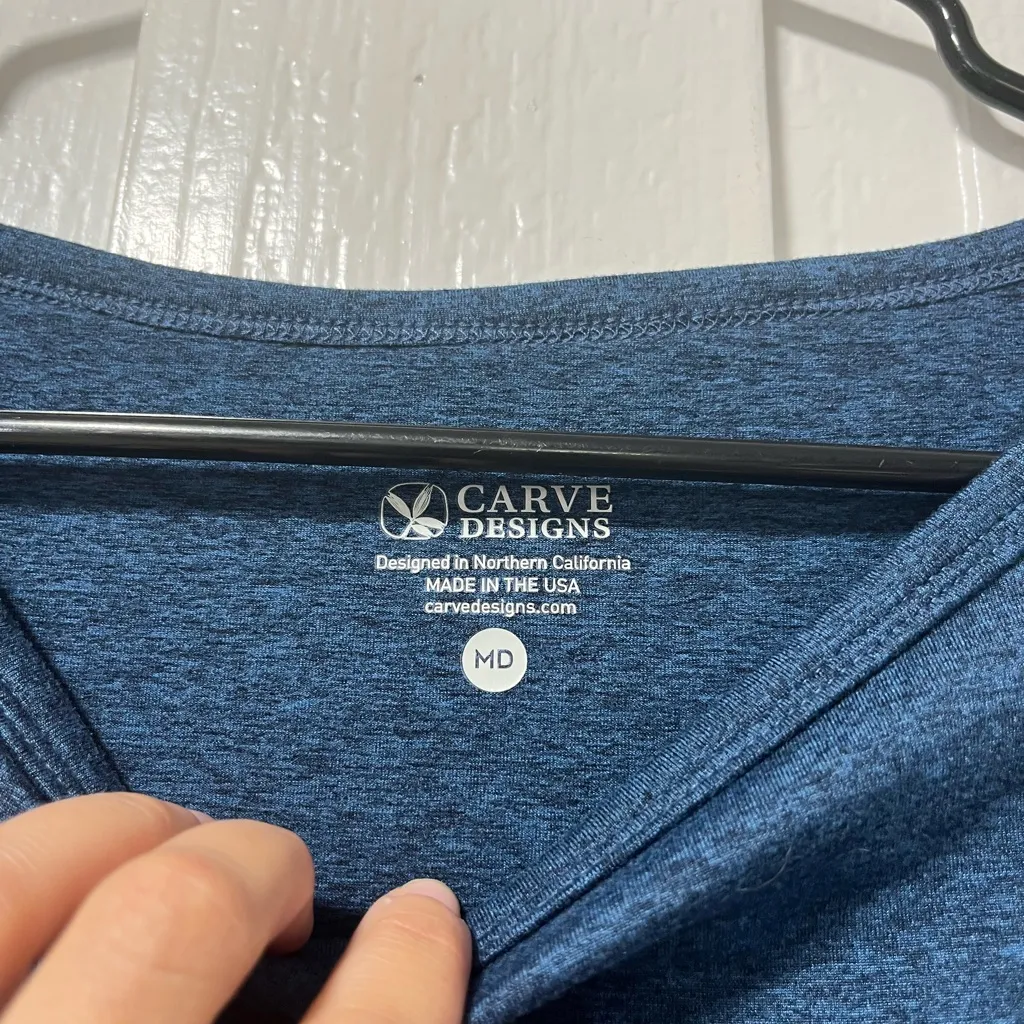 CARVE
DESIGNS
Designed in Northern California
MADE IN THE USA
carvedesigns.com
MD